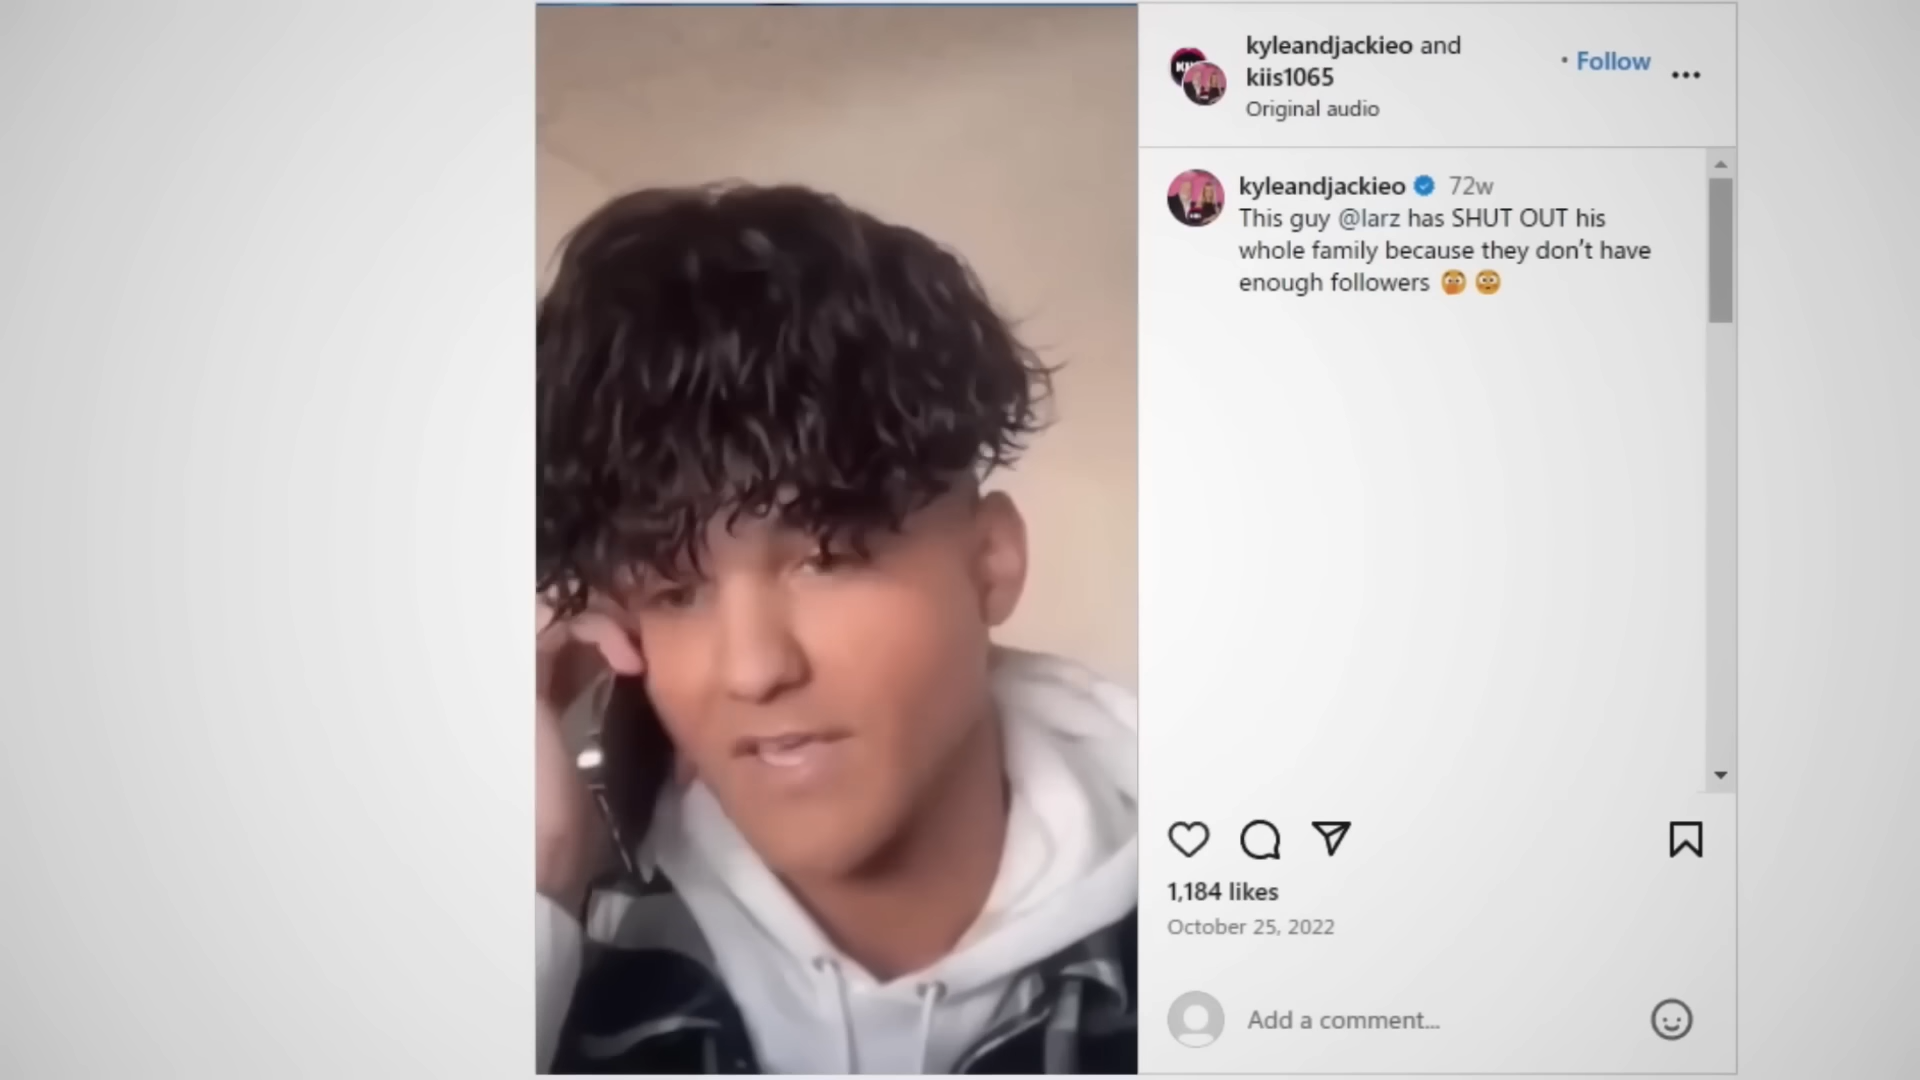 kyleandjackieo and
kiis1065
Original audio
• Follow
kyleandjackieo 72w
This guy @larz has SHUT OUT his
whole family because they don't have
enough followers
1,184 likes
October 25, 2022
Add a comment...